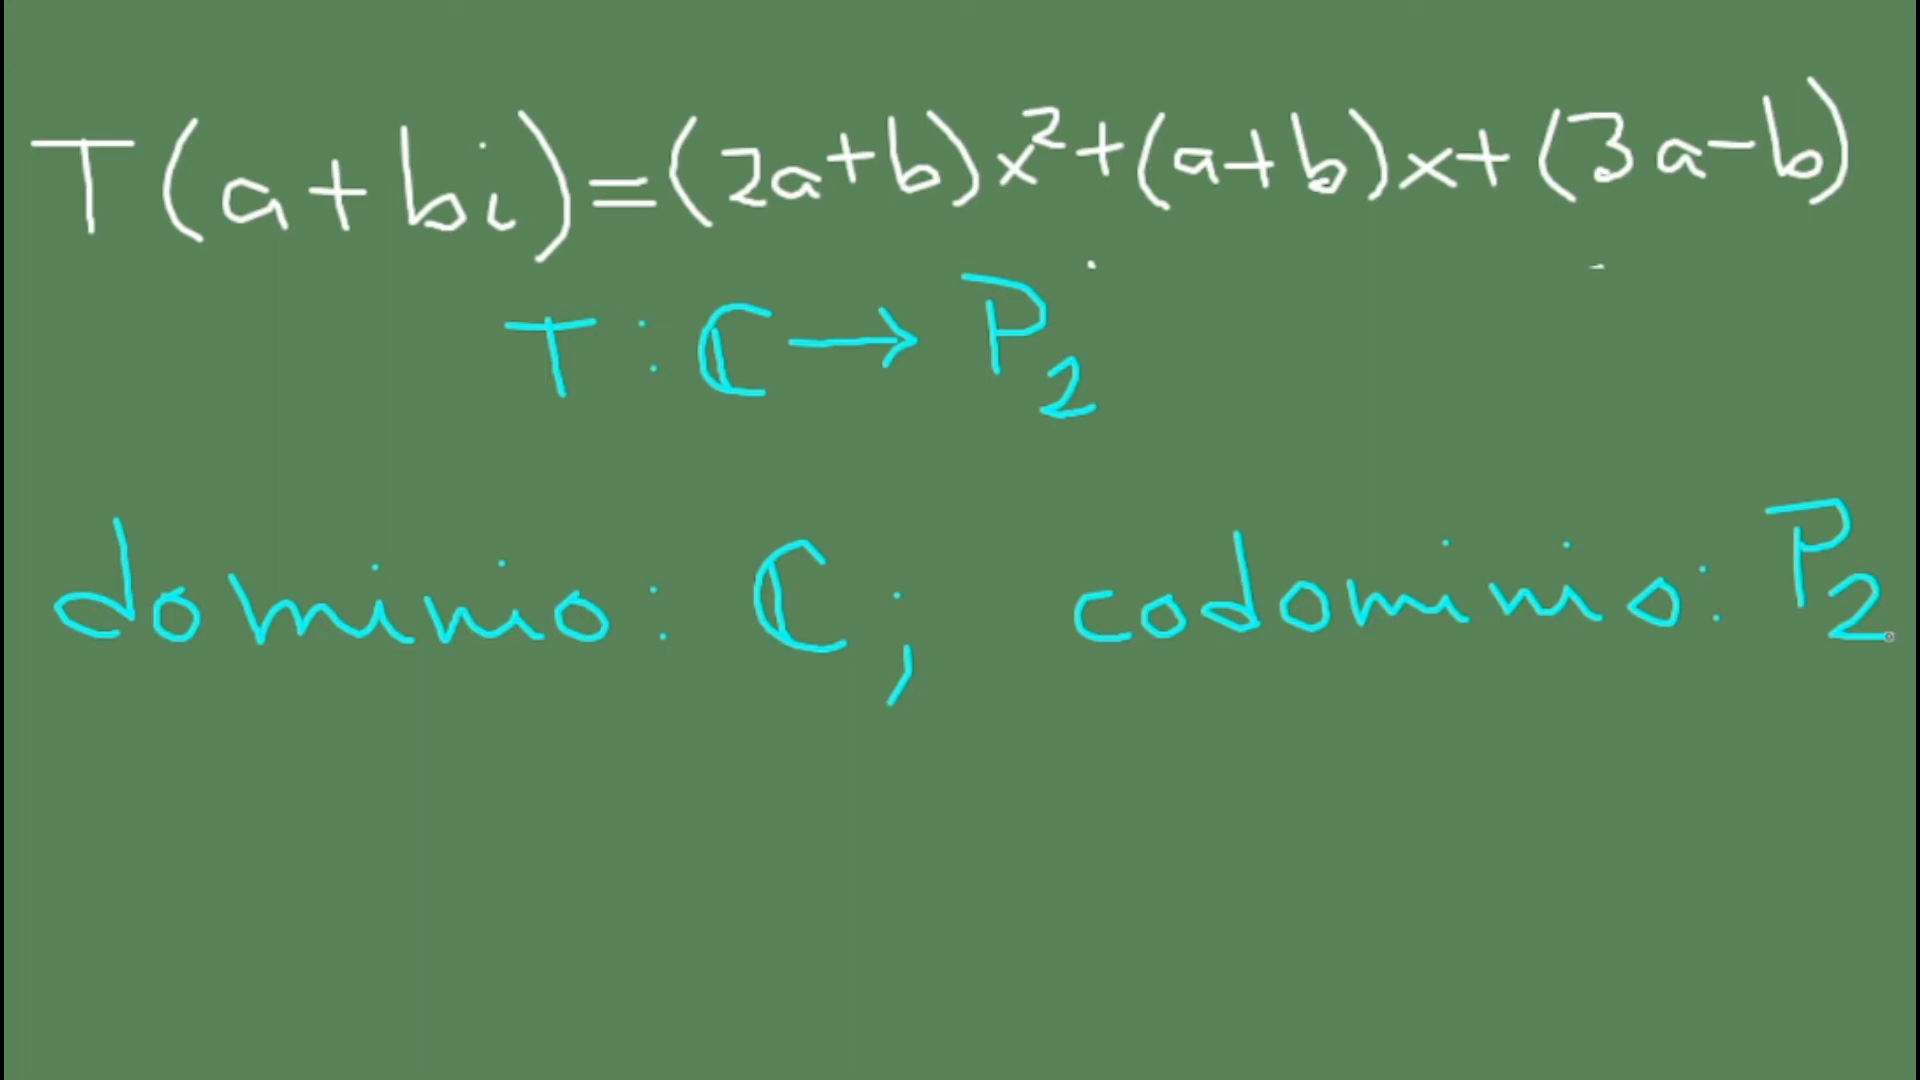 T(a+bi)=(2a+b)x²+(a+b)x+(3a-b)
T:ℂ→P₂
dominio: ℂ; codominio: P₂